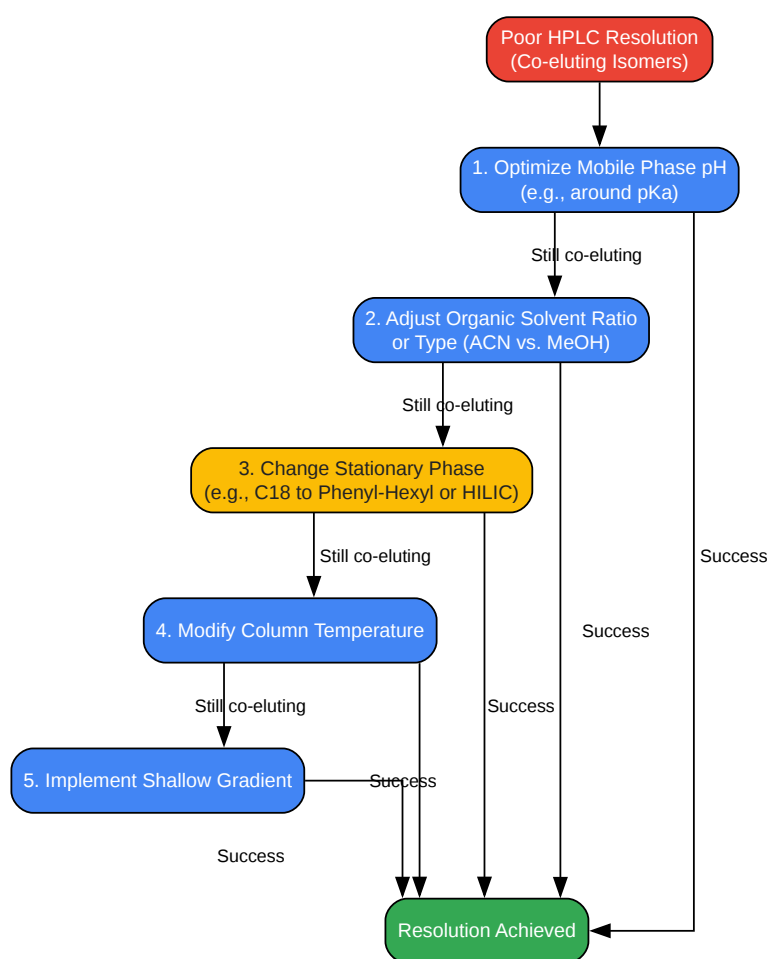 Poor HPLC Resolution
(Co-eluting Isomers)
1. Optimize Mobile Phase pH
(e.g., around pKa)
Still co-eluting
2. Adjust Organic Solvent Ratio
or Type (ACN vs. MeOH)
Still co-eluting
3. Change Stationary Phase
(e.g., C18 to Phenyl-Hexyl or HILIC)
Still co-eluting
Success
4. Modify Column Temperature
Success
Still co-eluting
Success
5. Implement Shallow Gradient
Success
Success
Resolution Achieved